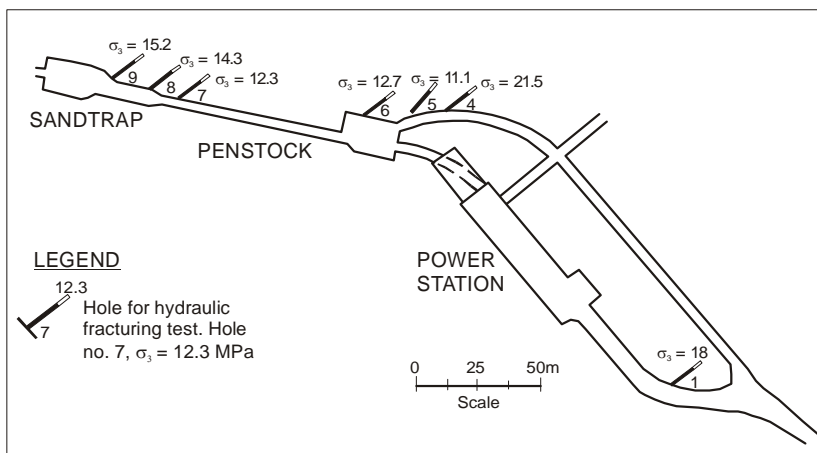 σ3 = 15.2
σ3 = 14.3
σ3 = 12.3
9
8
7
SANDTRAP
PENSTOCK
σ3 = 12.7
σ3 = 11.1
σ3 = 21.5
6
5
4
POWER
STATION
LEGEND
12.3
7
Hole for hydraulic
fracturing test. Hole
no. 7, σ3 = 12.3 MPa
0 25 50m
Scale
σ3 = 18
1